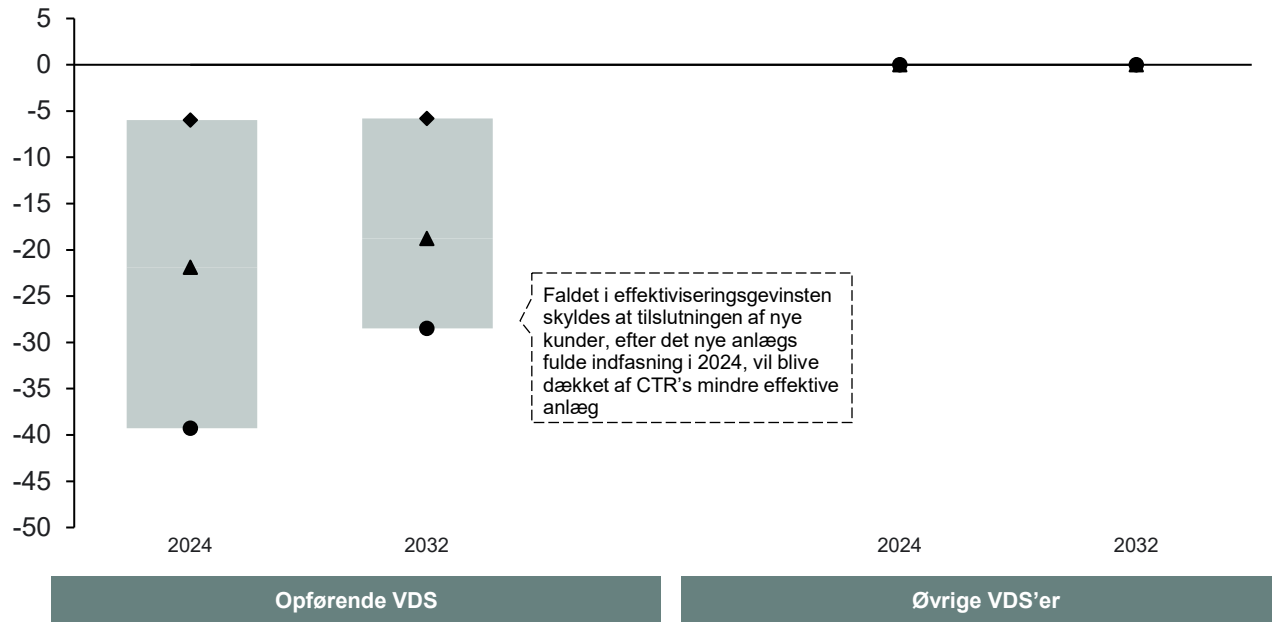 5
0
-5
-10
-15
-20
-25
-30
-35
-40
-45
-50
Faldet i effektiviseringsgevinsten
skyldes at tilslutningen af nye
kunder, efter det nye anlægs
fulde indfasning i 2024, vil blive
dækket af CTR's mindre effektive
anlæg
2024 2032 2024 2032
Opførende VDS Øvrige VDS'er